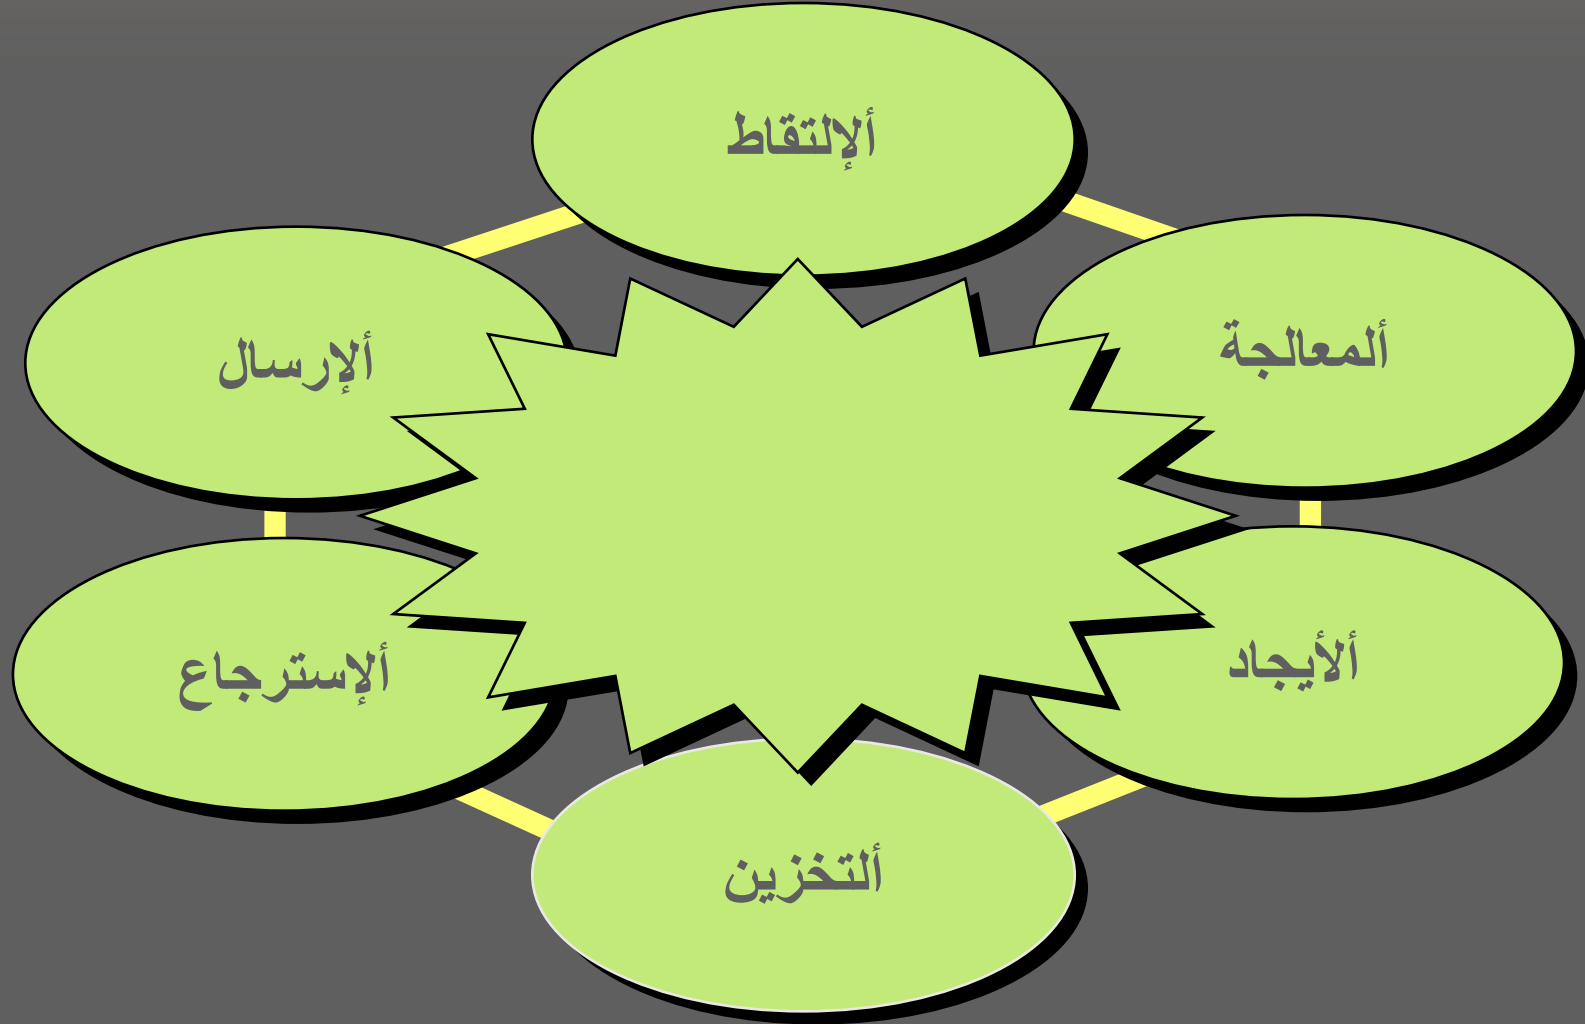 ألإلتقاط
ألمعالجة
ألإرسال
ألأيجاد
ألإسترجاع
ألتخزين